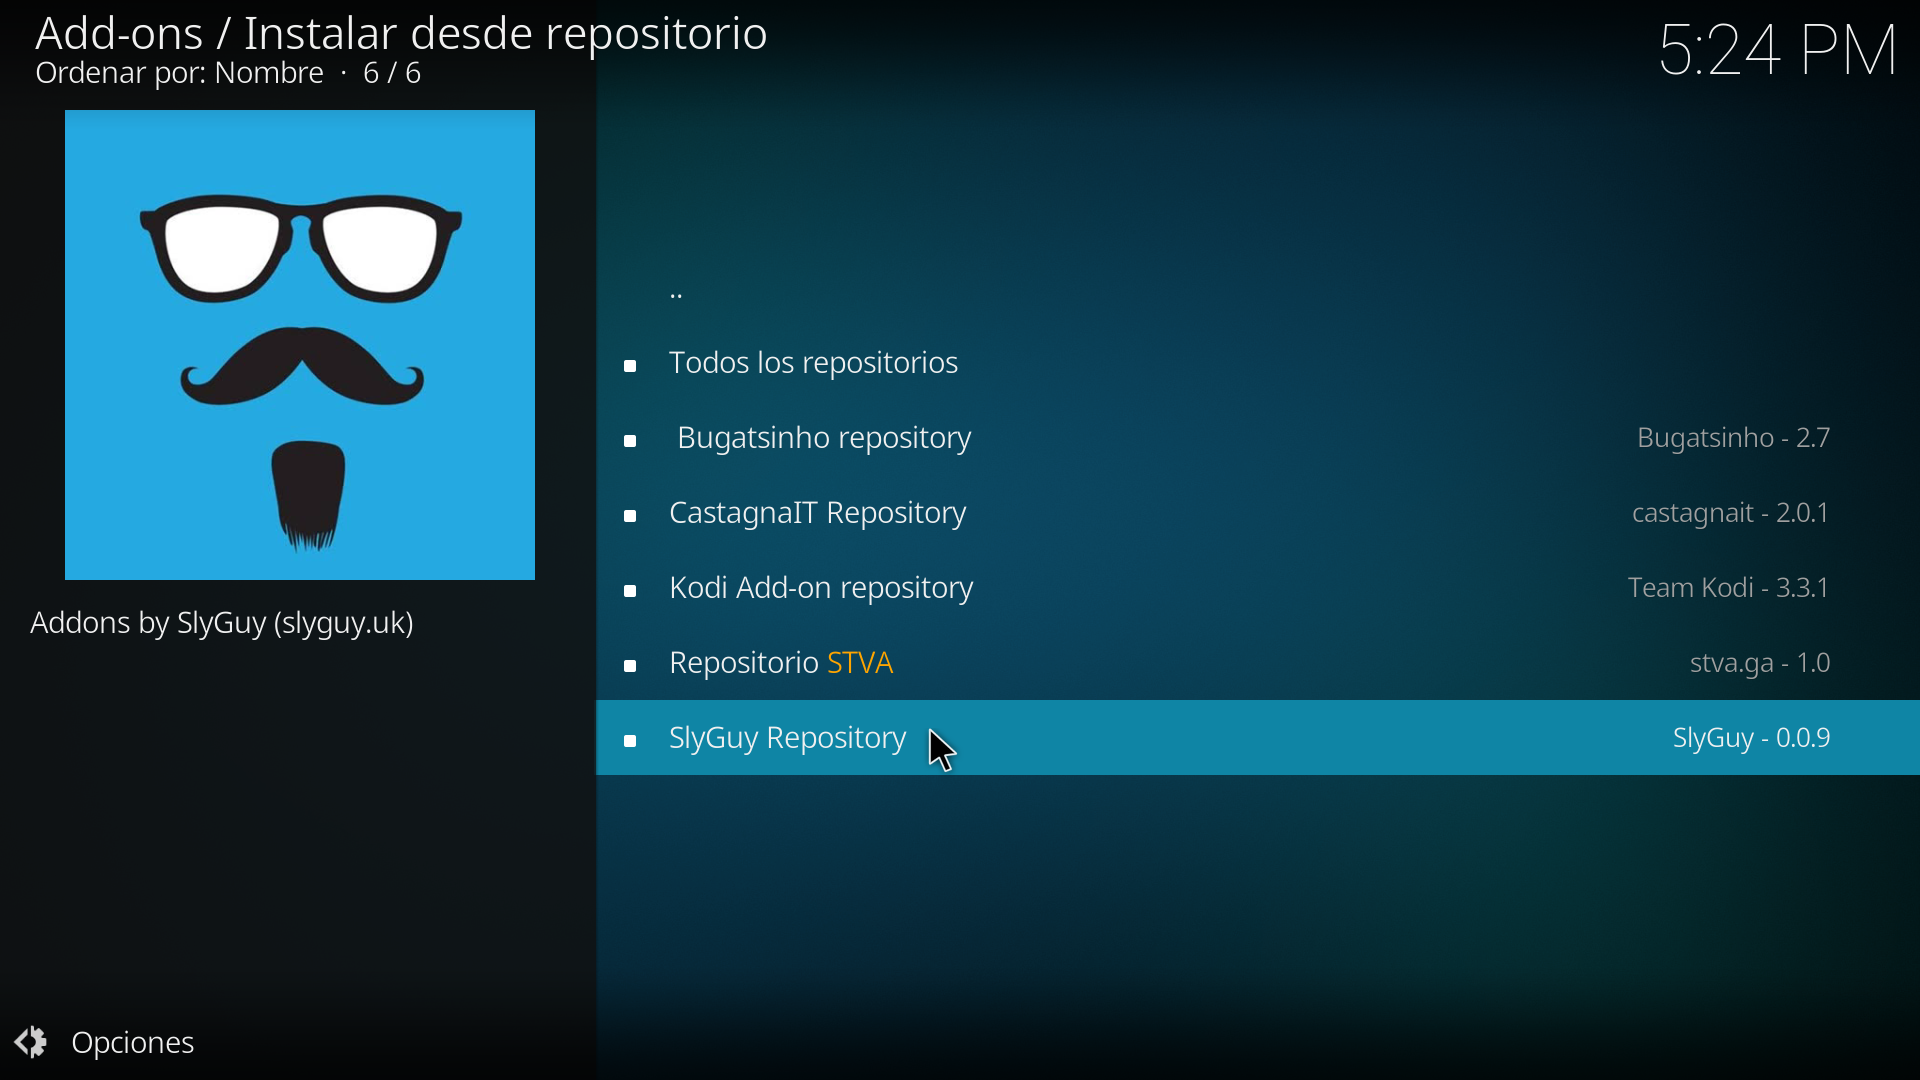 Add-ons / Instalar desde repositorio
Ordenar por: Nombre · 6 / 6
5:24 PM
..
Todos los repositorios
Bugatsinho repository Bugatsinho - 2.7
CastagnaIT Repository castagnait - 2.0.1
Kodi Add-on repository Team Kodi - 3.3.1
Repositorio STVA stva.ga - 1.0
SlyGuy Repository SlyGuy - 0.0.9
Addons by SlyGuy (slyguy.uk)
Opciones